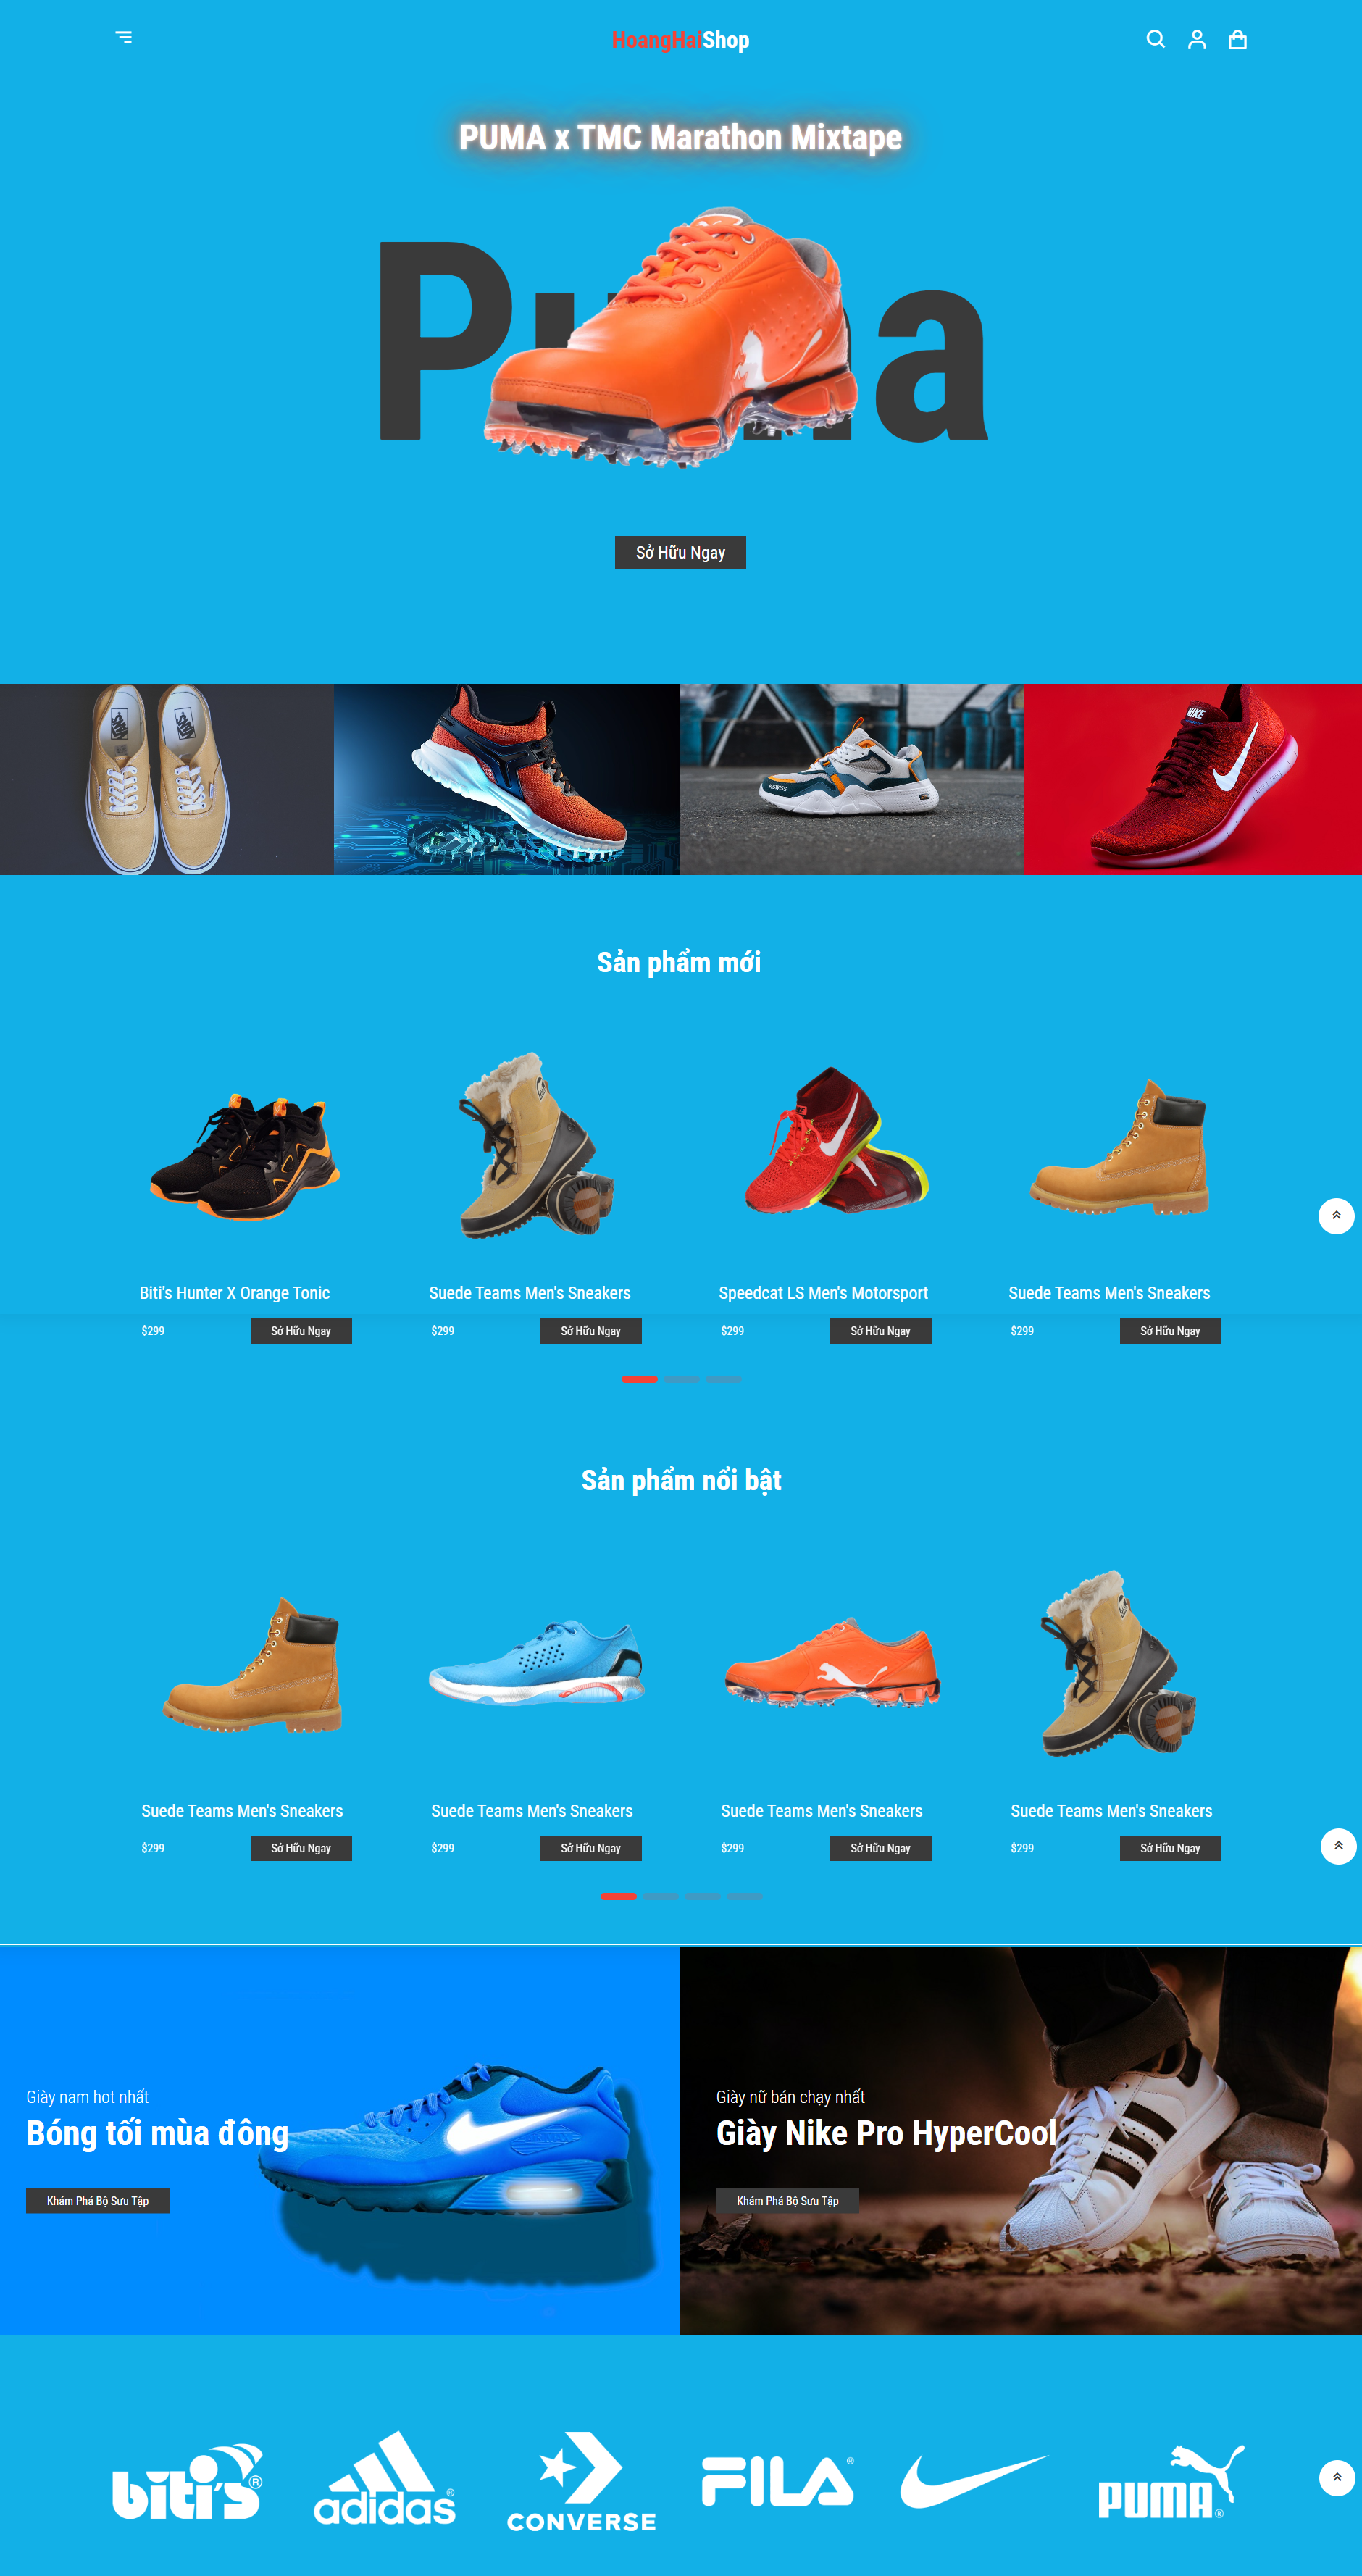 HoangHaiShop
PUMA x TMC Marathon Mixtape
Puma
Sở Hữu Ngay
VANS
VANS
K-SWISS
NIKE
Sản phẩm mới
Biti's Hunter X Orange Tonic
Suede Teams Men's Sneakers
Speedcat LS Men's Motorsport
Suede Teams Men's Sneakers
$299
Sở Hữu Ngay
$299
Sở Hữu Ngay
$299
Sở Hữu Ngay
$299
Sở Hữu Ngay
Sản phẩm nổi bật
Suede Teams Men's Sneakers
Suede Teams Men's Sneakers
Suede Teams Men's Sneakers
Suede Teams Men's Sneakers
$299
Sở Hữu Ngay
$299
Sở Hữu Ngay
$299
Sở Hữu Ngay
$299
Sở Hữu Ngay
Giày nam hot nhất
Bóng tối mùa đông
Khám Phá Bộ Sưu Tập
Giày nữ bán chạy nhất
Giày Nike Pro HyperCool
Khám Phá Bộ Sưu Tập
biti's®
adidas®
CONVERSE
FILA®
PUMA®